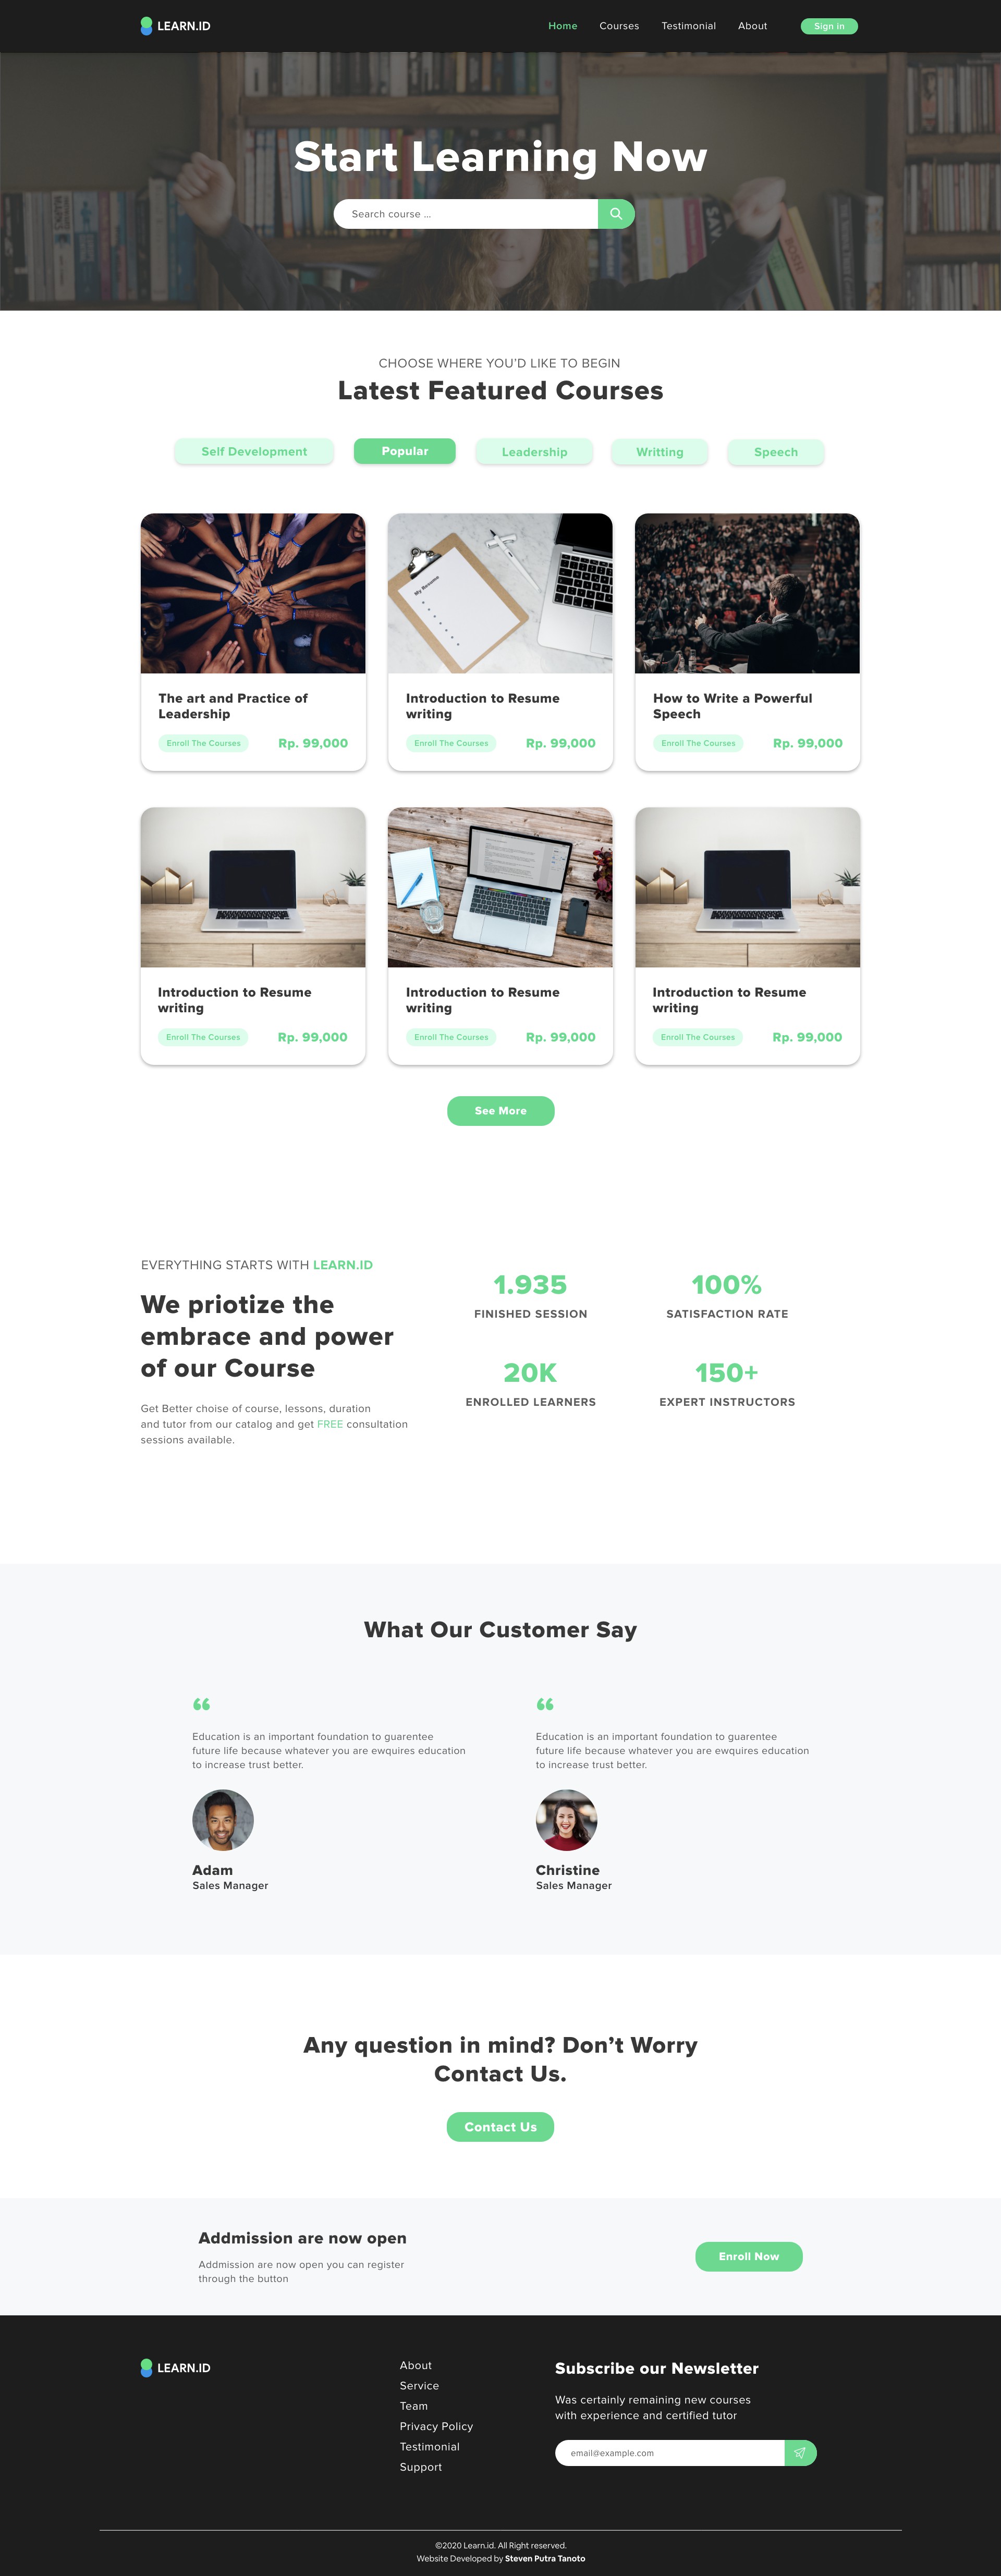 LEARN.ID
Home Courses Testimonial About Sign in
Start Learning Now
Search course ...
CHOOSE WHERE YOU’D LIKE TO BEGIN
Latest Featured Courses
Self Development Popular Leadership Writting Speech
My Resume
The art and Practice of
Leadership
Enroll The Courses Rp. 99,000
Introduction to Resume
writing
Enroll The Courses Rp. 99,000
How to Write a Powerful
Speech
Enroll The Courses Rp. 99,000
Introduction to Resume
writing
Enroll The Courses Rp. 99,000
Introduction to Resume
writing
Enroll The Courses Rp. 99,000
Introduction to Resume
writing
Enroll The Courses Rp. 99,000
See More
EVERYTHING STARTS WITH LEARN.ID
We priotize the
embrace and power
of our Course
Get Better choise of course, lessons, duration
and tutor from our catalog and get FREE consultation
sessions available.
1.935
FINISHED SESSION
100%
SATISFACTION RATE
20K
ENROLLED LEARNERS
150+
EXPERT INSTRUCTORS
What Our Customer Say
“
Education is an important foundation to guarentee
future life because whatever you are ewquires education
to increase trust better.
Adam
Sales Manager
“
Education is an important foundation to guarentee
future life because whatever you are ewquires education
to increase trust better.
Christine
Sales Manager
Any question in mind? Don’t Worry
Contact Us.
Contact Us
Addmission are now open
Addmission are now open you can register
through the button
Enroll Now
LEARN.ID
About
Service
Team
Privacy Policy
Testimonial
Support
Subscribe our Newsletter
Was certainly remaining new courses
with experience and certified tutor
email@example.com
©2020 Learn.id. All Right reserved.
Website Developed by Steven Putra Tanoto